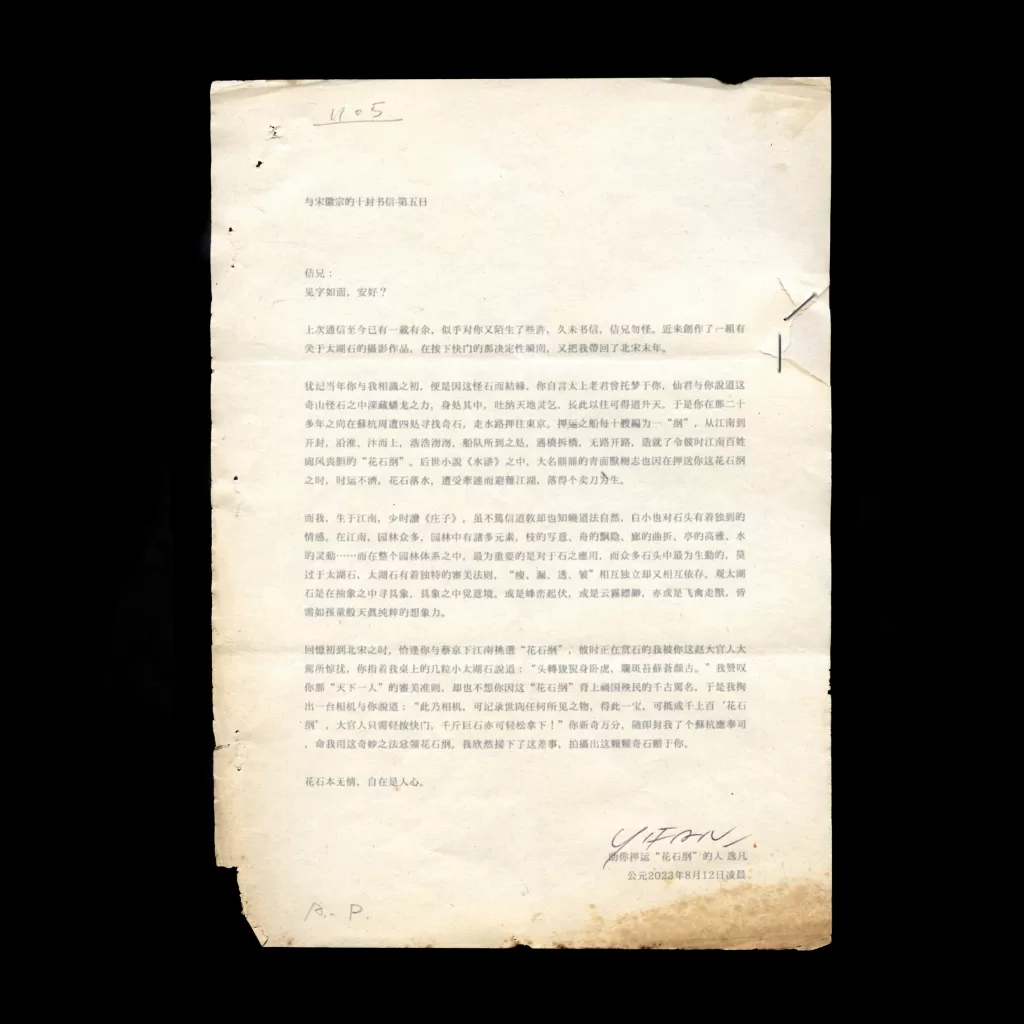 1105
与宋徽宗的十封书信·第五日
佶兄：
见字如面，安好？
上次通信至今已有一载有余，似乎对你又陌生了些许，久未书信，佶兄勿怪。近来創作了一組有
关于太湖石的攝影作品，在按下快门的那决定性瞬间，又把我帶回了北宋末年。
犹记当年你与我相識之初，便是因这怪石而結緣，你自言太上老君曾托梦于你，仙君与你說道这
奇山怪石之中深藏蟠龙之力，身处其中，吐纳天地灵气，长此以往可得道升天。于是你在那二十
多年之间在蘇杭周遭四处寻找奇石，走水路押往東京，押运之船每十艘編为一“纲”，从江南到
开封，沿淮、汴而上，浩浩渺渺，船队所到之处，遇橋拆橋，无路开路，造就了令彼时江南百姓
闻风丧胆的“花石纲”。后世小說《水浒》之中，大名鼎鼎的青面獸楊志也因在押送你这花石纲
之时，时运不濟，花石落水，遭受牽連而避難江湖，落得个卖刀为生。
而我，生于江南，少时讀《庄子》，虽不篤信道教却也知曉道法自然，自小也对石头有着独到的
情感。在江南，园林众多，园林中有諸多元素，枝的写意、舟的飘隐、廊的曲折、亭的高雅、水
的灵動……而在整个园林体系之中，最为重要的是对于石之應用，而众多石头中最为生動的，莫
过于太湖石，太湖石有着独特的審美法则，“瘦、漏、透、皱”相互独立却又相互依存。观太湖
石是在抽象之中寻具象，具象之中觉意境。或是峰峦起伏，或是云霧縹緲，亦或是飞禽走獸，皆
需如孩童般天眞纯粹的想象力。
回憶初到北宋之时，恰逢你与蔡京下江南挑選“花石纲”，彼时正在赏石的我被你这赵大官人大
駕所惊扰，你指着我桌上的几粒小太湖石說道：“头轉狻猊身卧虎，斕斑苔蘚蒼顏古。”我赞叹
你那“天下一人”的審美准则，却也不想你因这“花石纲”背上祸国殃民的千古罵名，于是我掏
出一台相机与你說道：“此乃相机，可记录世间任何所见之物，得此一宝，可抵成千上百‘花石
纲’，大官人只需轻按快门，千斤巨石亦可轻松拿下！”你新奇万分，随即封我了个蘇杭應奉司
，命我用这奇妙之法总领花石纲。我欣然接下了这差事，拍攝出这顆顆奇石赠于你。
花石本无情，自在是人心。
YIFAN
助你押运“花石纲”的人 逸凡
公元2023年8月12日凌晨
A.P.